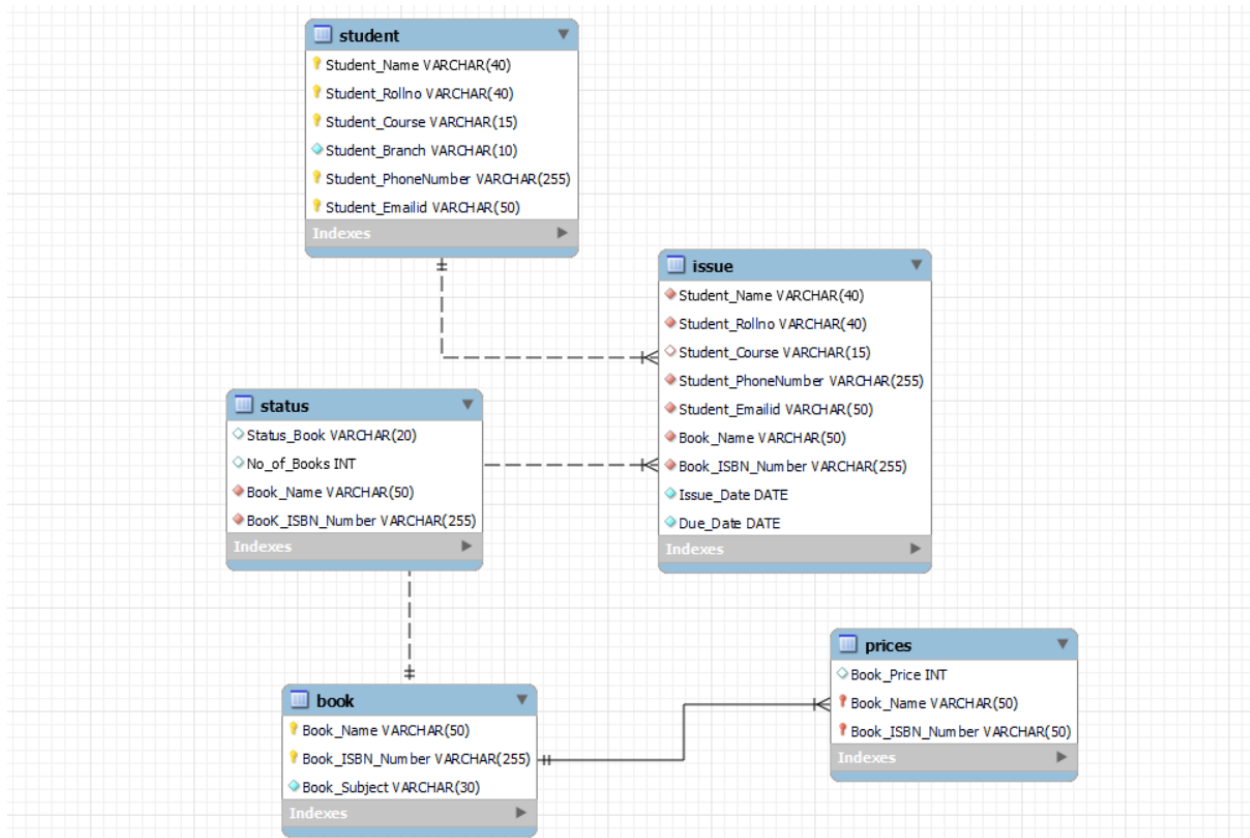 student
Student_Name VARCHAR(40)
Student_Rollno VARCHAR(40)
Student_Course VARCHAR(15)
Student_Branch VARCHAR(10)
Student_PhoneNumber VARCHAR(255)
Student_Emailid VARCHAR(50)
Indexes
issue
Student_Name VARCHAR(40)
Student_Rollno VARCHAR(40)
Student_Course VARCHAR(15)
Student_PhoneNumber VARCHAR(255)
Student_Emailid VARCHAR(50)
Book_Name VARCHAR(50)
Book_ISBN_Number VARCHAR(255)
Issue_Date DATE
Due_Date DATE
Indexes
status
Status_Book VARCHAR(20)
No_of_Books INT
Book_Name VARCHAR(50)
BooK_ISBN_Number VARCHAR(255)
Indexes
book
Book_Name VARCHAR(50)
Book_ISBN_Number VARCHAR(255)
Book_Subject VARCHAR(30)
Indexes
prices
Book_Price INT
Book_Name VARCHAR(50)
Book_ISBN_Number VARCHAR(50)
Indexes